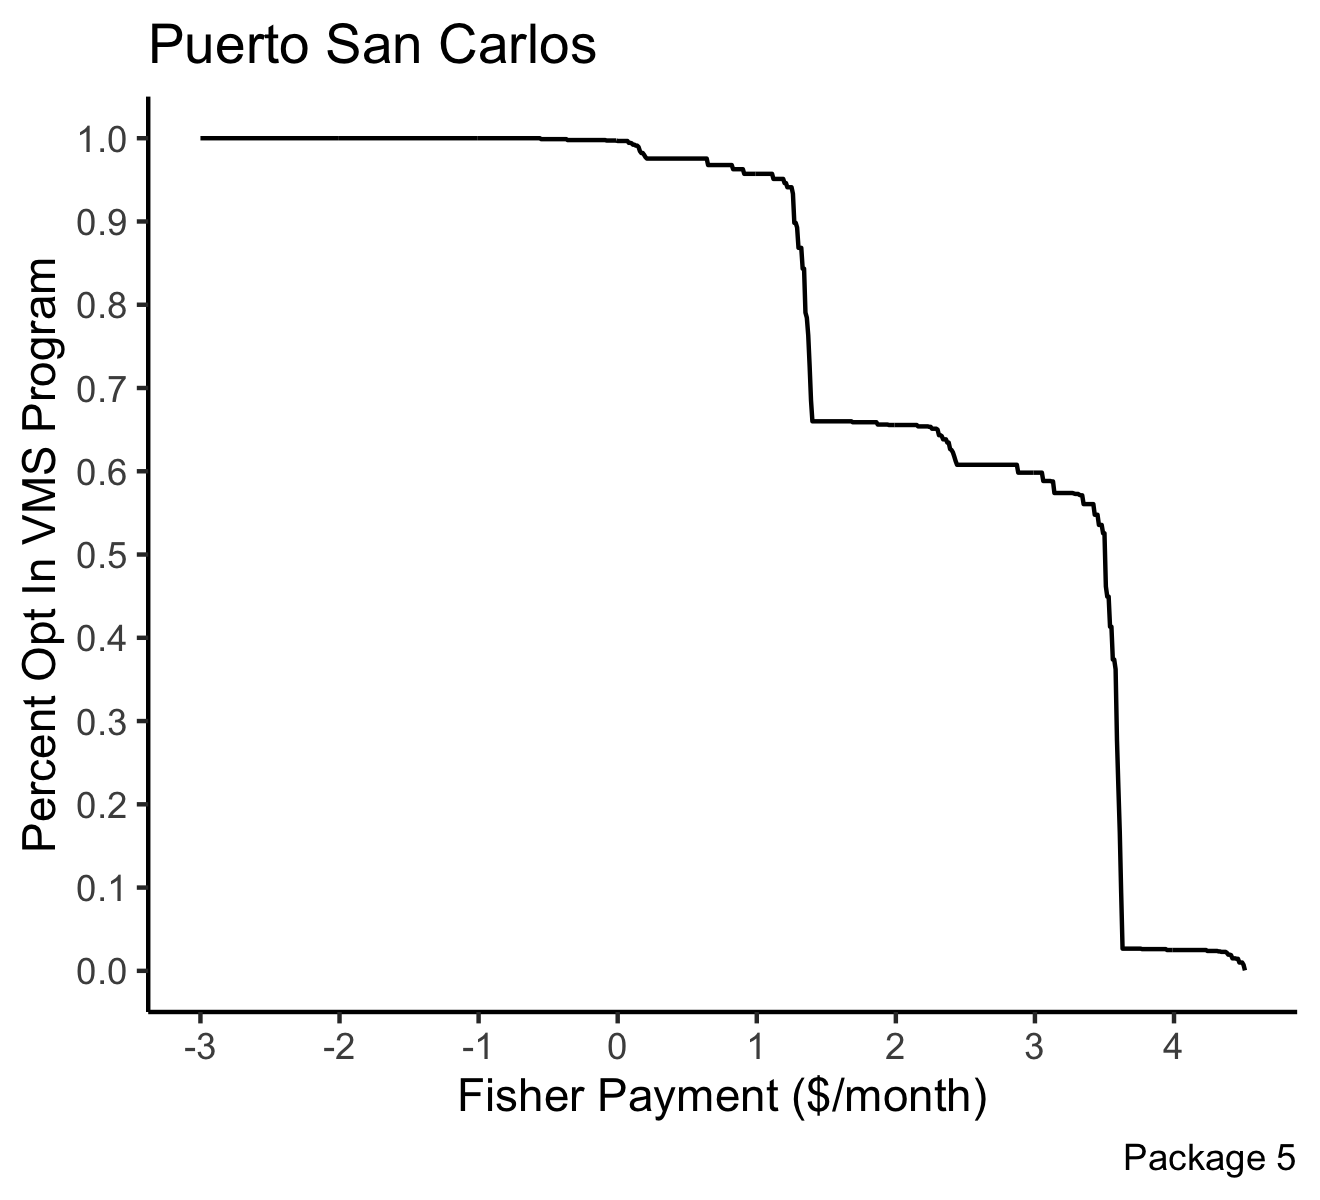 Puerto San Carlos
Percent Opt In VMS Program
1.0
0.9
0.8
0.7
0.6
0.5
0.4
0.3
0.2
0.1
0.0
-3 -2 -1 0 1 2 3 4
Fisher Payment ($/month)
Package 5